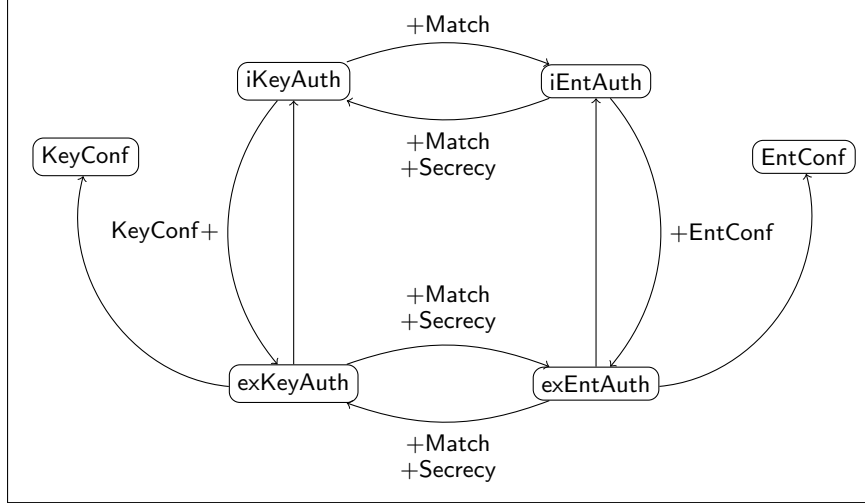 +Match
iKeyAuth
iEntAuth
+Match
+Secrecy
KeyConf
EntConf
KeyConf+
+EntConf
+Match
+Secrecy
exKeyAuth
exEntAuth
+Match
+Secrecy